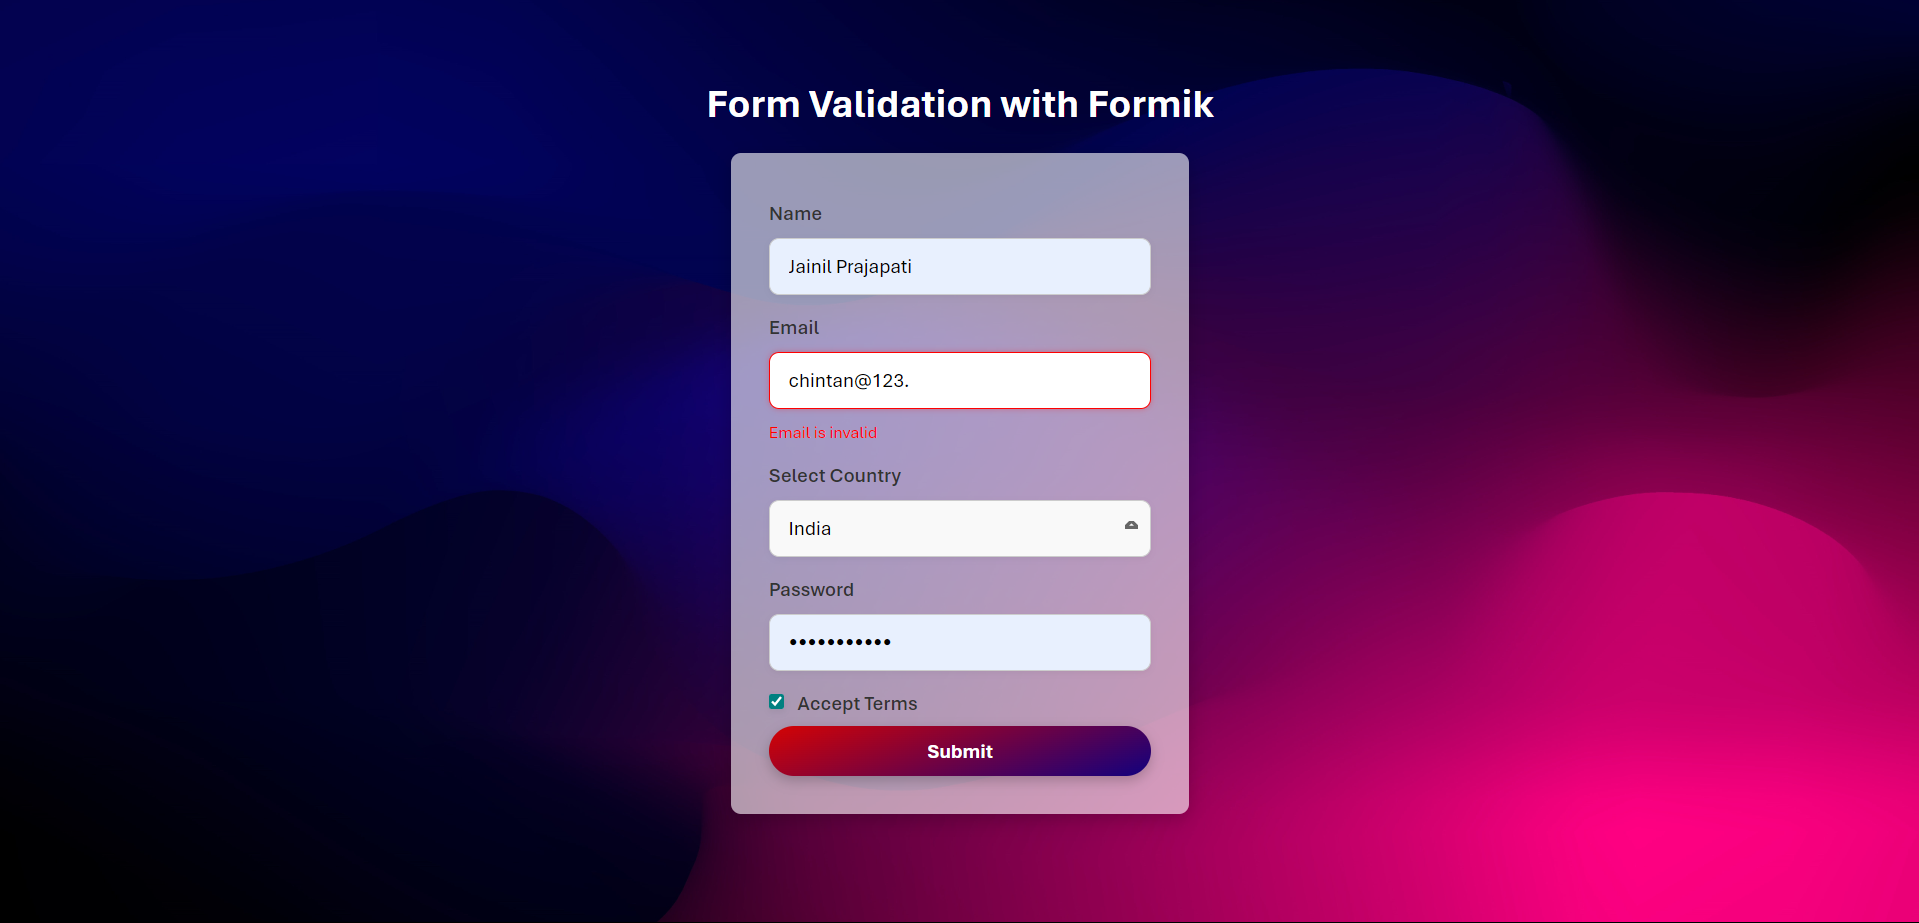 Form Validation with Formik
Name
Jainil Prajapati
Email
chintan@123.
Email is invalid
Select Country
India
Password
•••••••••••
Accept Terms
Submit